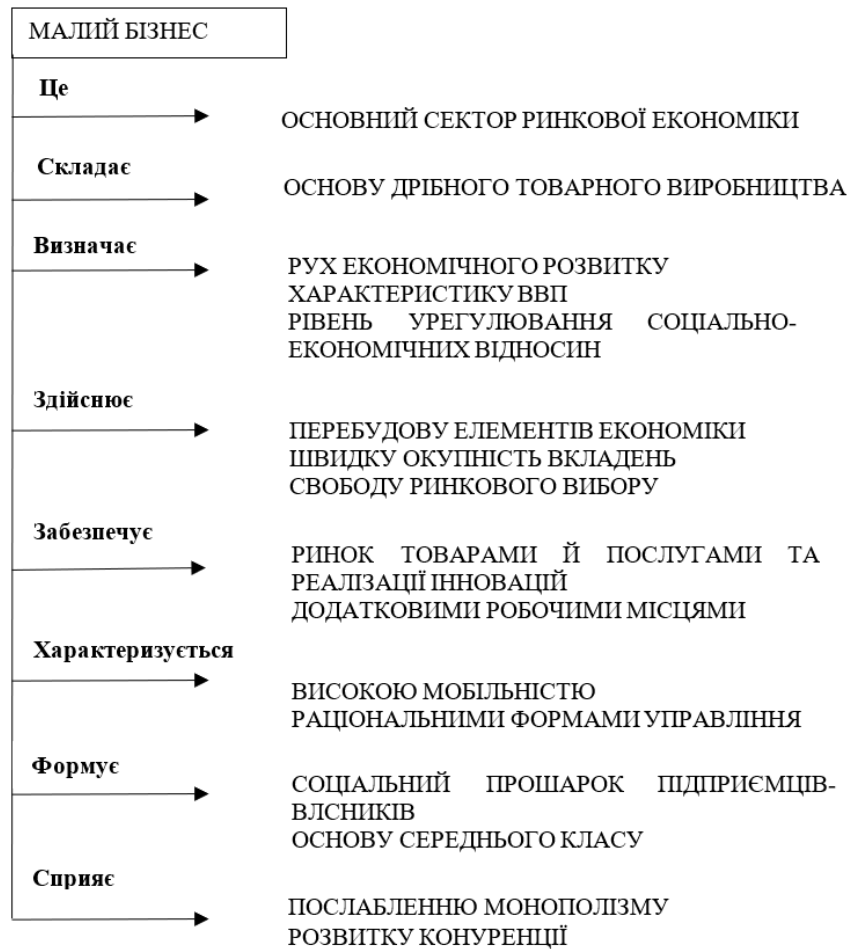 МАЛИЙ БІЗНЕС
Це
ОСНОВНИЙ СЕКТОР РИНКОВОЇ ЕКОНОМІКИ
Складає
ОСНОВУ ДРІБНОГО ТОВАРНОГО ВИРОБНИЦТВА
Визначає
РУХ ЕКОНОМІЧНОГО РОЗВИТКУ
ХАРАКТЕРИСТИКУ ВВП
РІВЕНЬ УРЕГУЛЮВАННЯ СОЦІАЛЬНО-
ЕКОНОМІЧНИХ ВІДНОСИН
Здійснює
ПЕРЕБУДОВУ ЕЛЕМЕНТІВ ЕКОНОМІКИ
ШВИДКУ ОКУПНІСТЬ ВКЛАДЕНЬ
СВОБОДУ РИНКОВОГО ВИБОРУ
Забезпечує
РИНОК ТОВАРАМИ Й ПОСЛУГАМИ ТА
РЕАЛІЗАЦІЇ ІННОВАЦІЙ
ДОДАТКОВИМИ РОБОЧИМИ МІСЦЯМИ
Характеризується
ВИСОКОЮ МОБІЛЬНІСТЮ
РАЦІОНАЛЬНИМИ ФОРМАМИ УПРАВЛІННЯ
Формує
СОЦІАЛЬНИЙ ПРОШАРОК ПІДПРИЄМЦІВ-
ВЛСНИКІВ
ОСНОВУ СЕРЕДНЬОГО КЛАСУ
Сприяє
ПОСЛАБЛЕННЮ МОНОПОЛІЗМУ
РОЗВИТКУ КОНУРЕНЦІЇ